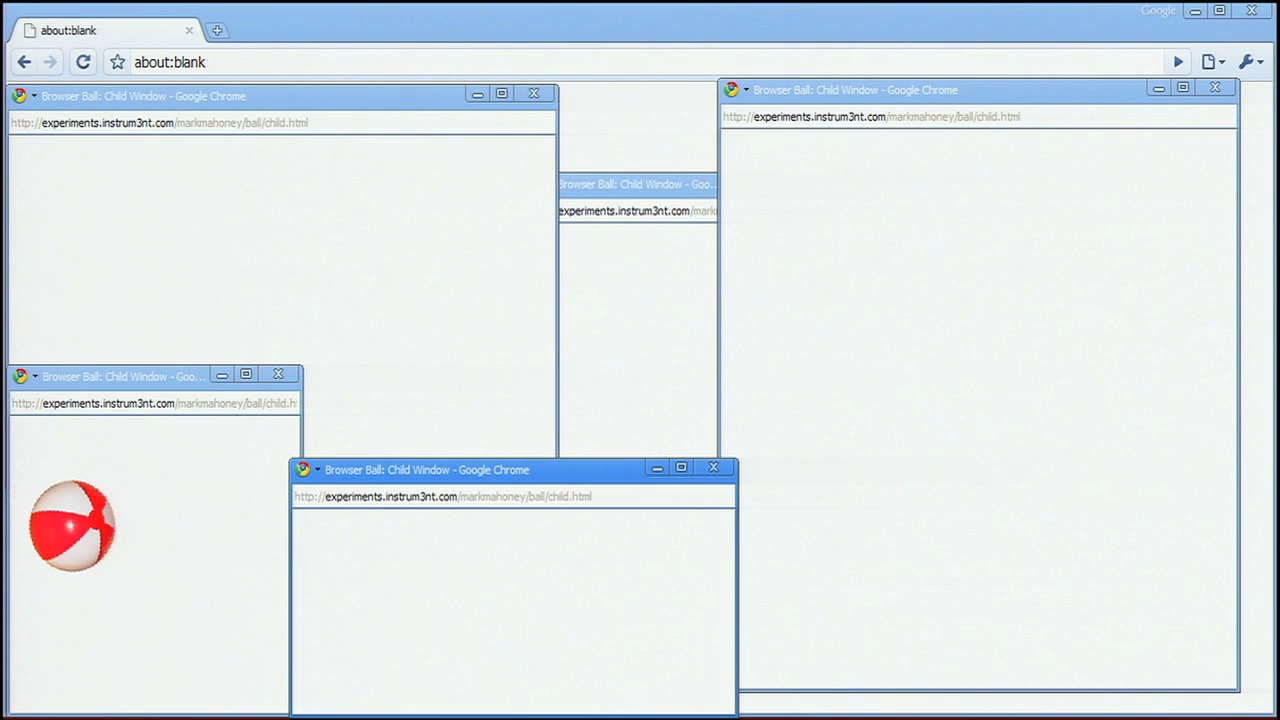 Google
about:blank
about:blank
Browser Ball: Child Window - Google Chrome
http://experiments.instrum3nt.com/markmahoney/ball/child.html
Browser Ball: Child Window - Google Chrome
http://experiments.instrum3nt.com/markmahoney/ball/child.html
Browser Ball: Child Window - Goo...
experiments.instrum3nt.com/mark
Browser Ball: Child Window - Goo...
http://experiments.instrum3nt.com/markmahoney/ball/child.h
Browser Ball: Child Window - Google Chrome
http://experiments.instrum3nt.com/markmahoney/ball/child.html